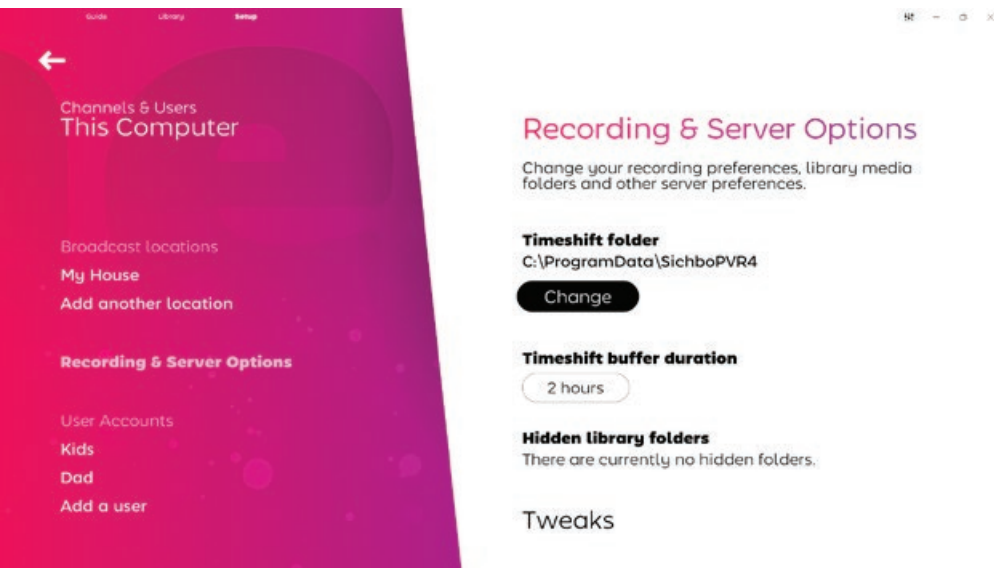 Guide Library Setup
Channels & Users
This Computer
Broadcast locations
My House
Add another location
Recording & Server Options
User Accounts
Kids
Dad
Add a user
Recording & Server Options
Change your recording preferences, library media
folders and other server preferences.
Timeshift folder
C:\ProgramData\SichboPVR4
Change
Timeshift buffer duration
2 hours
Hidden library folders
There are currently no hidden folders.
Tweaks